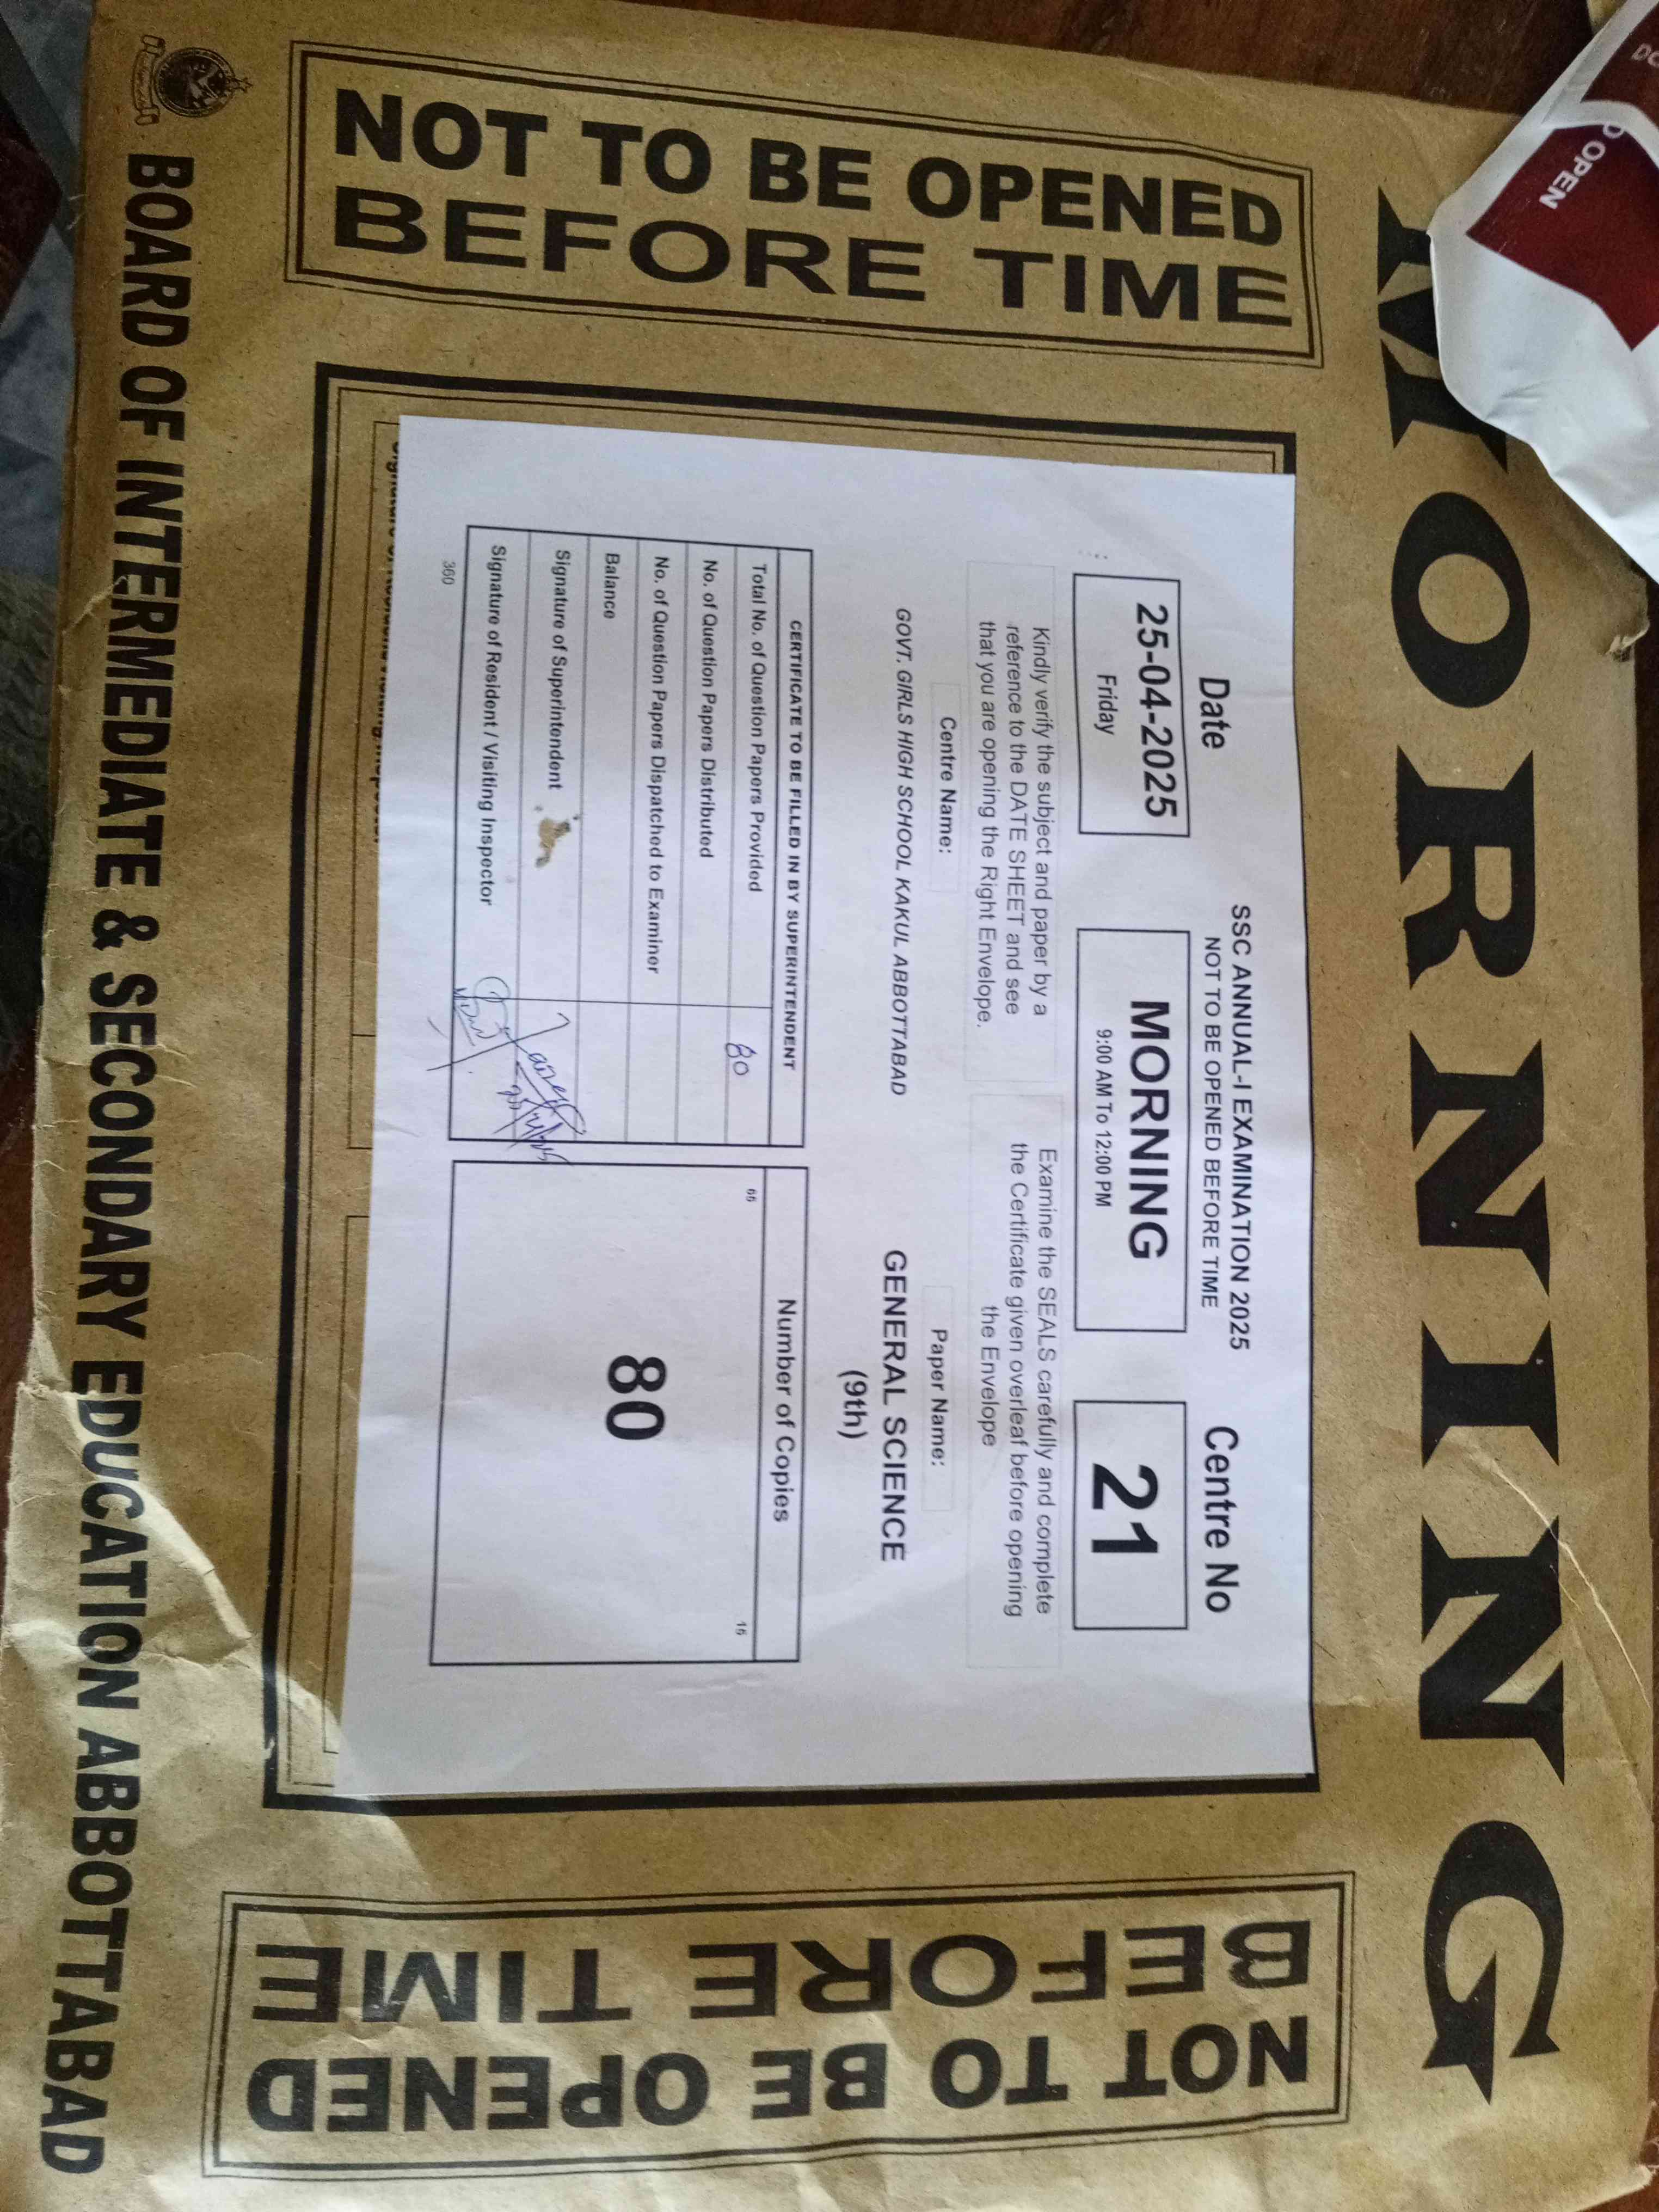 MORNING
DO
O OPEN
NOT TO BE OPENED
BEFORE TIME
SSC ANNUAL-I EXAMINATION 2025
NOT TO BE OPENED BEFORE TIME
Date
25-04-2025
Friday
MORNING
9:00 AM To 12:00 PM
Centre No
21
Kindly verify the subject and paper by a
reference to the DATE SHEET and see
that you are opening the Right Envelope.
Examine the SEALS carefully and complete
the Certificate given overleaf before opening
the Envelope
Centre Name:
GOVT. GIRLS HIGH SCHOOL KAKUL ABBOTTABAD
Paper Name:
GENERAL SCIENCE
(9th)
CERTIFICATE TO BE FILLED IN BY SUPERINTENDENT
Total No. of Question Papers Provided 80
No. of Question Papers Distributed
No. of Question Papers Dispatched to Examiner
Balance
Signature of Superintendent
Signature of Resident / Visiting Inspector
360
Number of Copies
66
16
80
NOT TO BE OPENED
BEFORE TIME
BOARD OF INTERMEDIATE & SECONDARY EDUCATION ABBOTTABAD